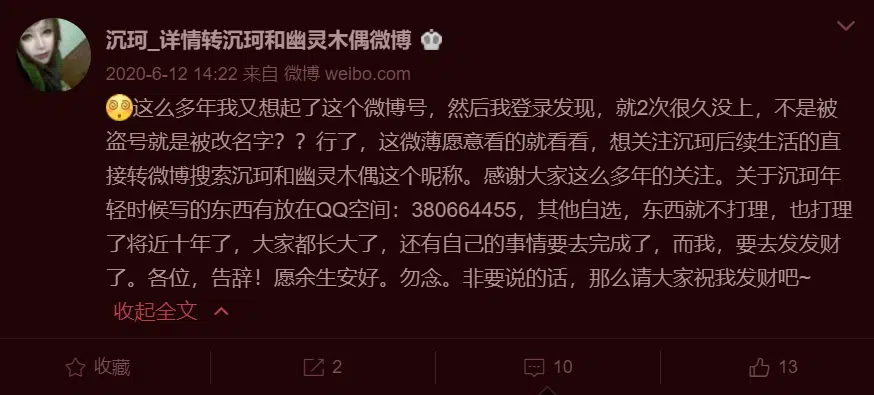 沉珂_详情转沉珂和幽灵木偶微博
2020-6-12 14:22 来自 微博 weibo.com
这么多年我又想起了这个微博号，然后我登录发现，就2次很久没上，不是被
盗号就是被改名字？？行了，这微薄愿意看的就看看，想关注沉珂后续生活的直
接转微博搜索沉珂和幽灵木偶这个昵称。感谢大家这么多年的关注。关于沉珂年
轻时候写的东西有放在QQ空间：380664455，其他自选，东西就不打理，也打理
了将近十年了，大家都长大了，还有自己的事情要去完成了，而我，要去发发财
了。各位，告辞！愿余生安好。勿念。非要说的话，那么请大家祝我发财吧~
收起全文
收藏
2
10
13